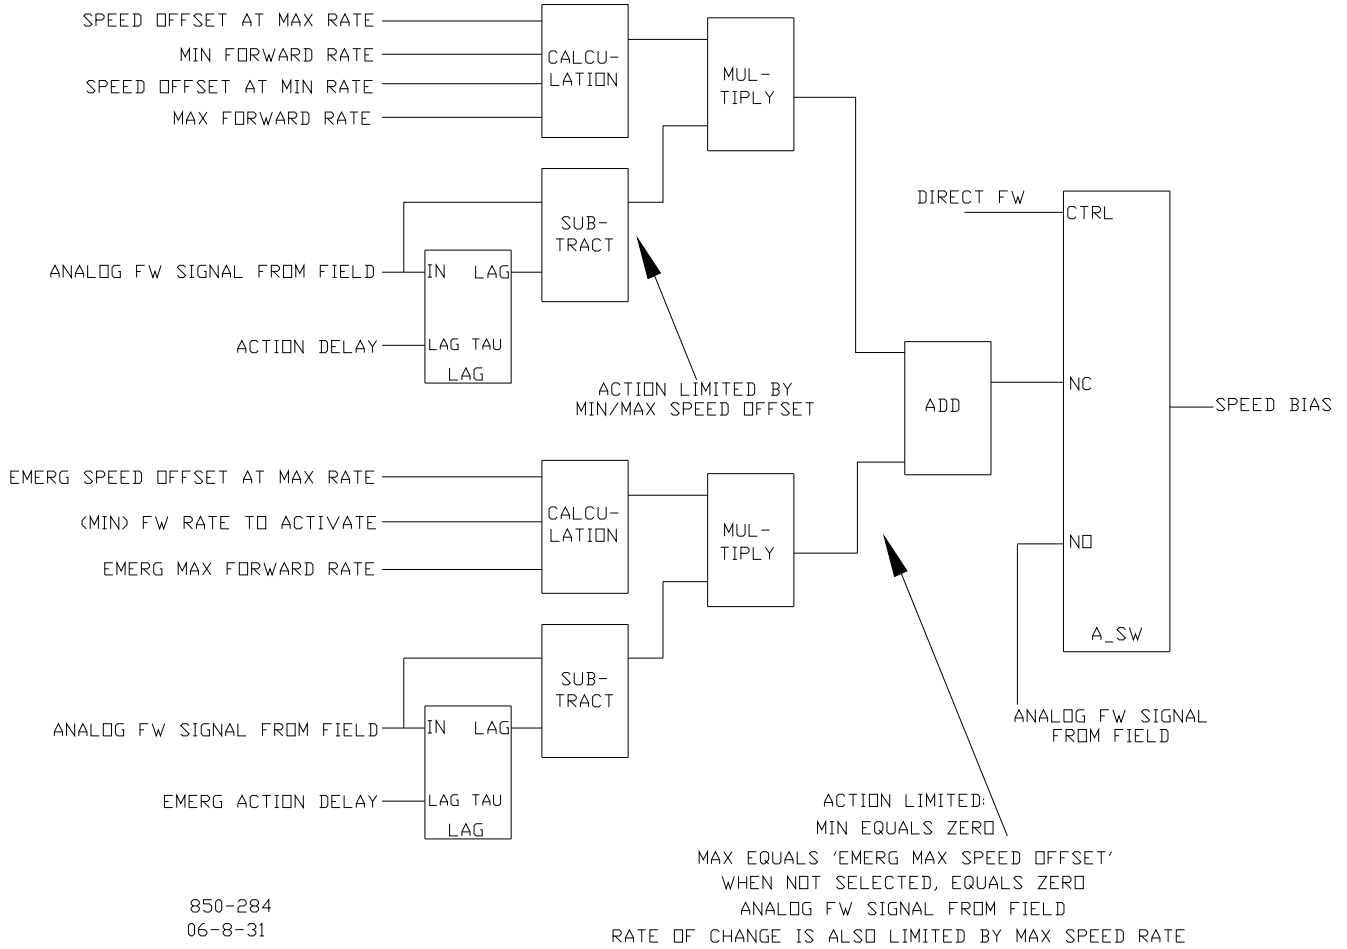 SPEED OFFSET AT MAX RATE
MIN FORWARD RATE
SPEED OFFSET AT MIN RATE
MAX FORWARD RATE
CALCU-
LATION
MUL-
TIPLY
SUB-
TRACT
ANALOG FW SIGNAL FROM FIELD
IN LAG
ACTION DELAY
LAG TAU
LAG
ACTION LIMITED BY
MIN/MAX SPEED OFFSET
DIRECT FW
CTRL
NC
ADD
SPEED BIAS
NO
A_SW
ANALOG FW SIGNAL
FROM FIELD
EMERG SPEED OFFSET AT MAX RATE
(MIN) FW RATE TO ACTIVATE
EMERG MAX FORWARD RATE
CALCU-
LATION
MUL-
TIPLY
SUB-
TRACT
ANALOG FW SIGNAL FROM FIELD
IN LAG
EMERG ACTION DELAY
LAG TAU
LAG
ACTION LIMITED:
MIN EQUALS ZERO
MAX EQUALS 'EMERG MAX SPEED OFFSET'
WHEN NOT SELECTED, EQUALS ZERO
ANALOG FW SIGNAL FROM FIELD
RATE OF CHANGE IS ALSO LIMITED BY MAX SPEED RATE
850-284
06-8-31